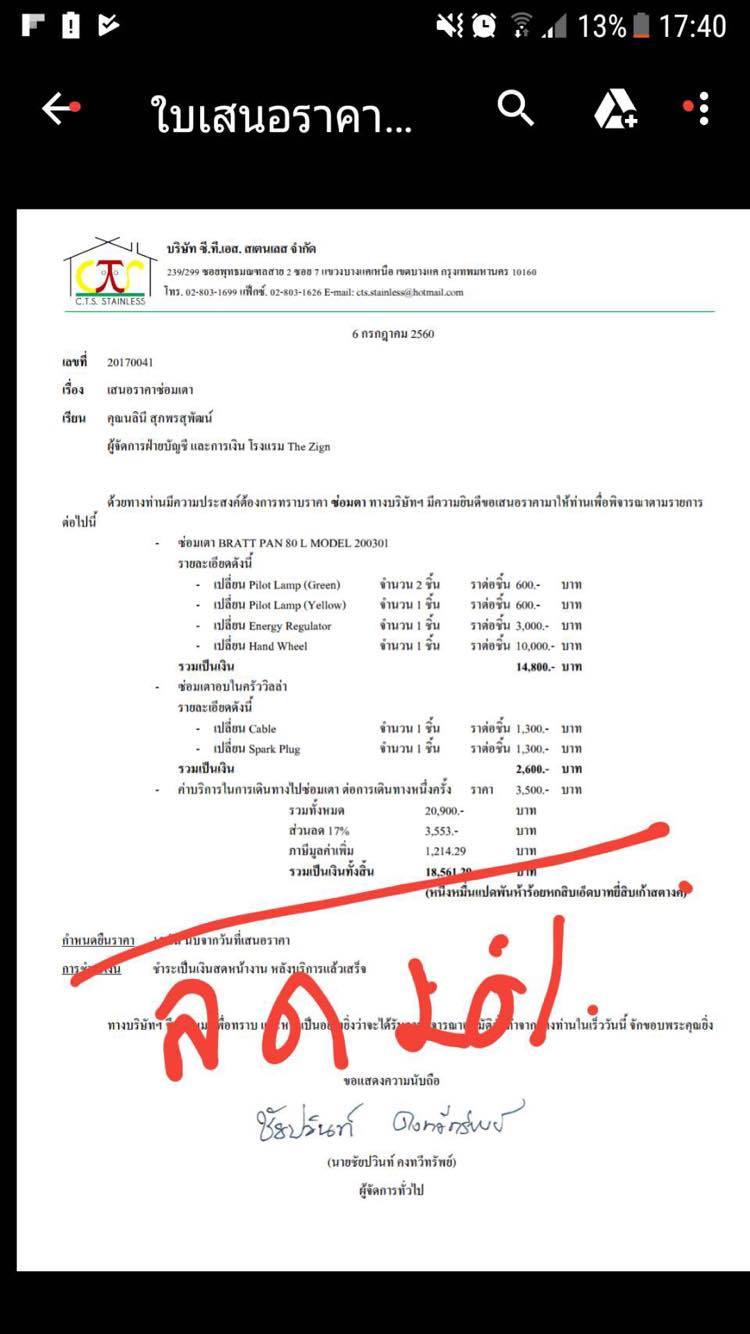 13% 17:40
ใบเสนอราคา...
บริษัท ซี.ที.เอส. สเตนเลส จำกัด
239/299 ซอยพุทธมณฑลสาย 2 ซอย 7 แขวงบางแคเหนือ เขตบางแค กรุงเทพมหานคร 10160
โทร. 02-803-1699 แฟ็กซ์. 02-803-1626 E-mail: cts.stainless@hotmail.com
C.T.S. STAINLESS
6 กรกฎาคม 2560
เลขที่ 20170041
เรื่อง เสนอราคาซ่อมเตา
เรียน คุณนลินี สุภพรสุพัฒน์
ผู้จัดการฝ่ายบัญชี และการเงิน โรงแรม The Zign
ด้วยทางท่านมีความประสงค์ต้องการทราบราคา ซ่อมตา ทางบริษัทฯ มีความยินดีขอเสนอราคามาให้ท่านเพื่อพิจารณาตามรายการ
ต่อไปนี้
- ซ่อมเตา BRATT PAN 80 L MODEL 200301
รายละเอียดดังนี้
- เปลี่ยน Pilot Lamp (Green) จำนวน 2 ชิ้น ราต่อชิ้น 600.- บาท
- เปลี่ยน Pilot Lamp (Yellow) จำนวน 1 ชิ้น ราต่อชิ้น 600.- บาท
- เปลี่ยน Energy Regulator จำนวน 1 ชิ้น ราต่อชิ้น 3,000.- บาท
- เปลี่ยน Hand Wheel จำนวน 1 ชิ้น ราต่อชิ้น 10,000.- บาท
รวมเป็นเงิน 14,800.- บาท
- ซ่อมเตาอบในครัววิลล่า
รายละเอียดดังนี้
- เปลี่ยน Cable จำนวน 1 ชิ้น ราต่อชิ้น 1,300.- บาท
- เปลี่ยน Spark Plug จำนวน 1 ชิ้น ราต่อชิ้น 1,300.- บาท
รวมเป็นเงิน 2,600.- บาท
- ค่าบริการในการเดินทางไปซ่อมเตา ต่อการเดินทางหนึ่งครั้ง ราคา 3,500.- บาท
รวมทั้งหมด 20,900.- บาท
ส่วนลด 17% 3,553.- บาท
ภาษีมูลค่าเพิ่ม 1,214.29 บาท
รวมเป็นเงินทั้งสิ้น 18,561.29 บาท
(หนึ่งหมื่นแปดพันห้าร้อยหกสิบเอ็ดบาทยี่สิบเก้าสตางค์)
กำหนดยืนราคา นับจากวันที่เสนอราคา
การชำระเงิน ชำระเป็นเงินสดหน้างาน หลังบริการแล้วเสร็จ
ลด
ทางบริษัทฯ เพื่อทราบ ในเร็ววันนี้ จักขอบพระคุณยิ่ง
ขอแสดงความนับถือ
ชัยปวินท์ คงทวีทรัพย์
(นายชัยปวินท์ คงทวีทรัพย์)
ผู้จัดการทั่วไป